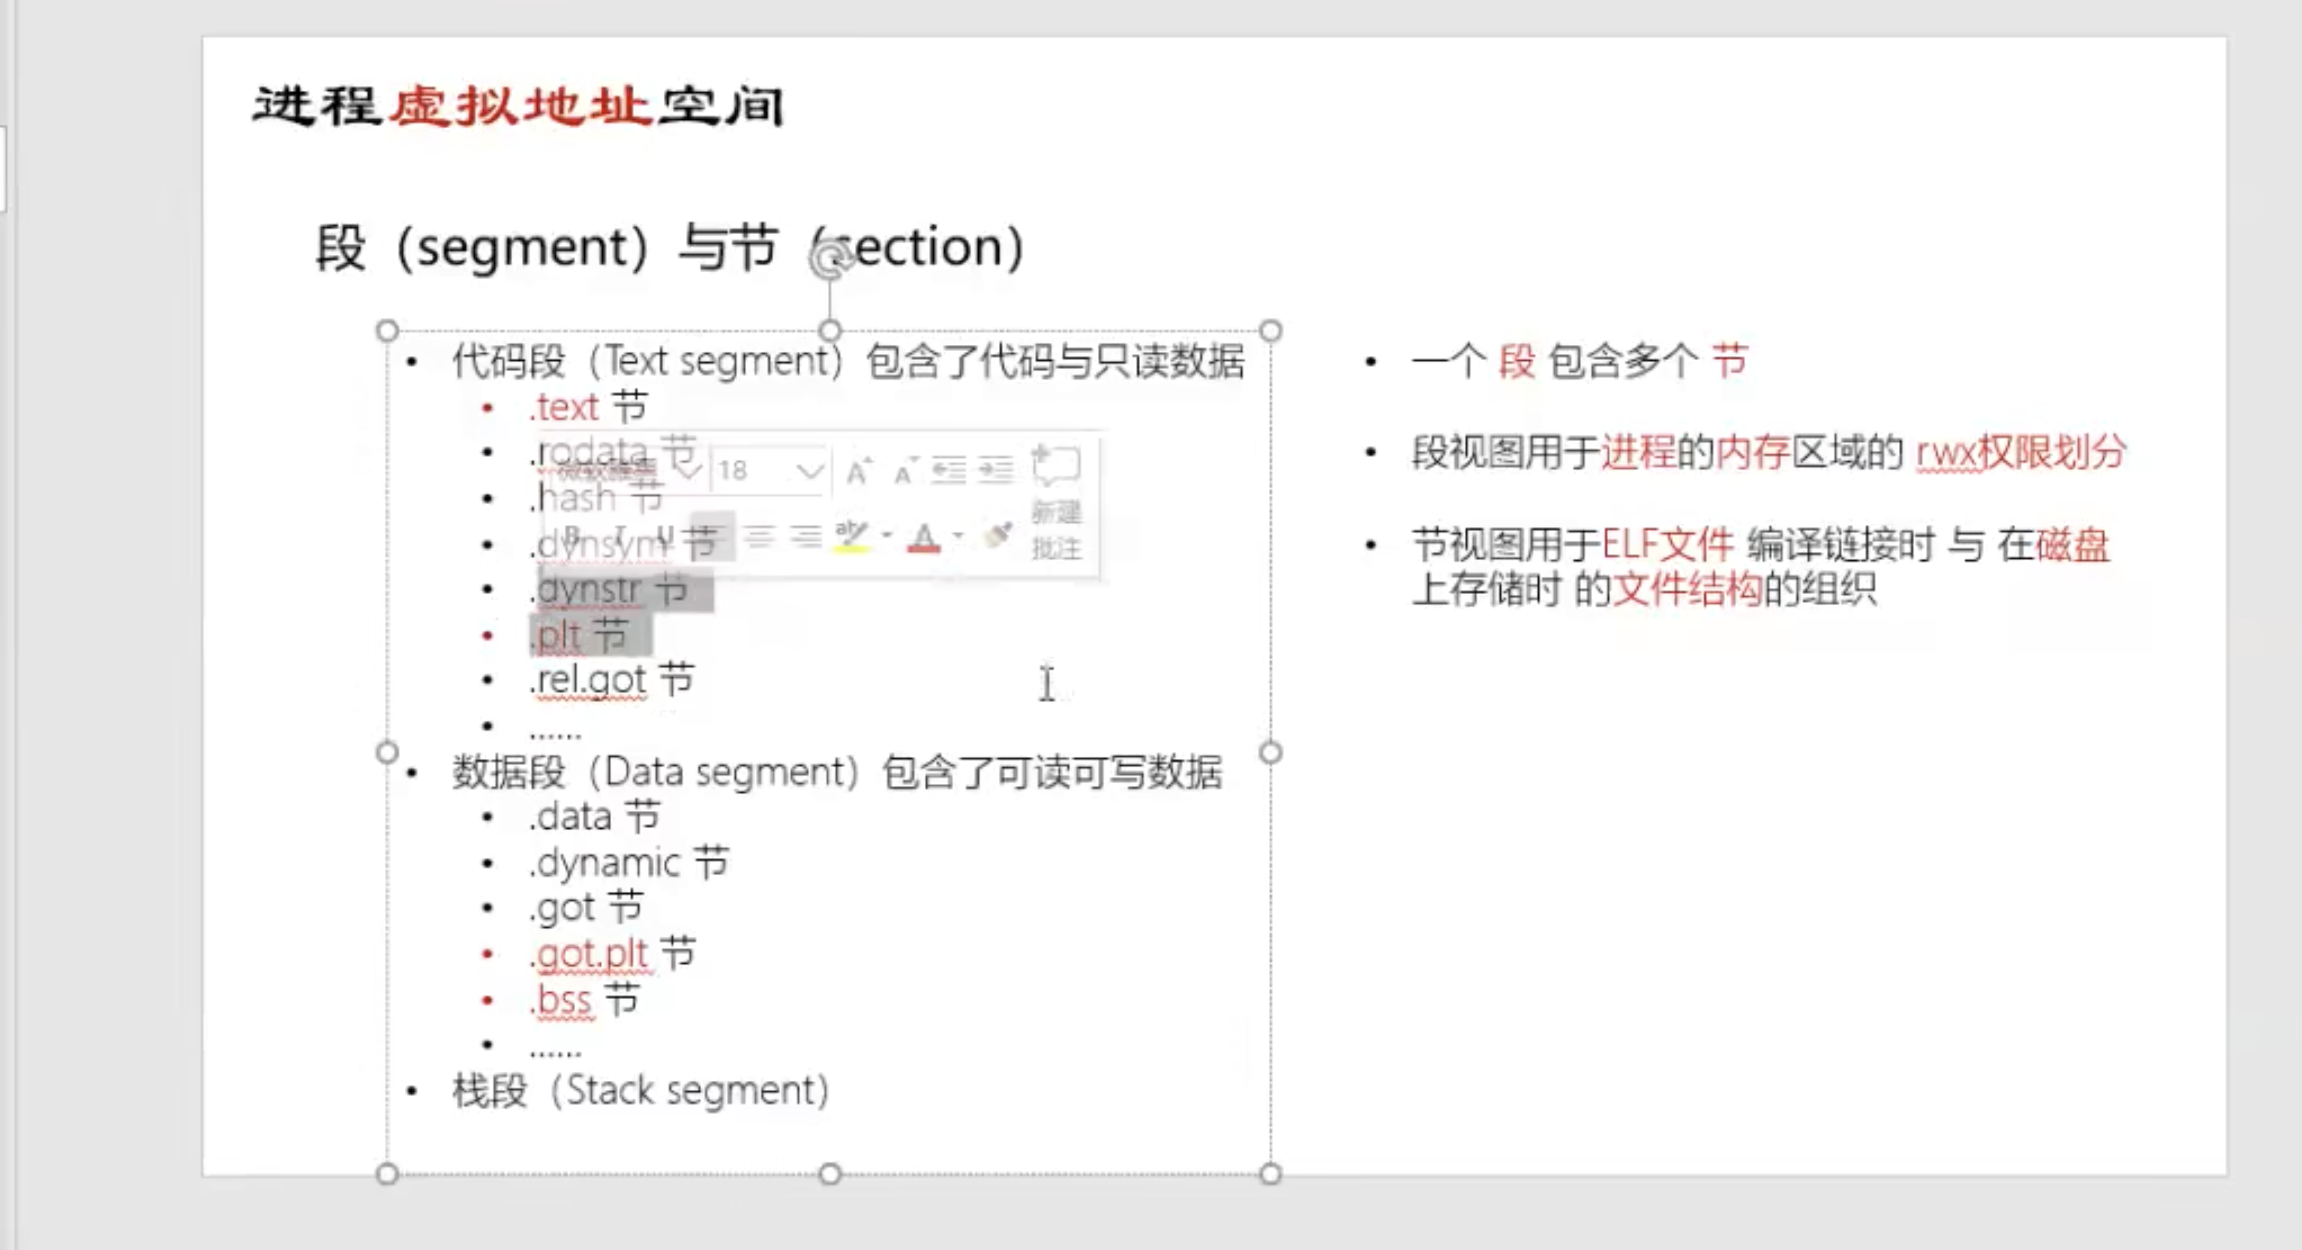 进程虚拟地址空间
段（segment）与节（section）
• 代码段（Text segment）包含了代码与只读数据
• .text 节
• .rodata 节
• .hash 节
• .dynsym 节
• .dynstr 节
• .plt 节
• .rel.got 节
• ......
• 数据段（Data segment）包含了可读可写数据
• .data 节
• .dynamic 节
• .got 节
• .got.plt 节
• .bss 节
• ......
• 栈段（Stack segment）
• 一个 段 包含多个 节
• 段视图用于进程的内存区域的 rwx权限划分
• 节视图用于ELF文件 编译链接时 与 在磁盘
上存储时 的文件结构的组织
18
B I U
新建
批注